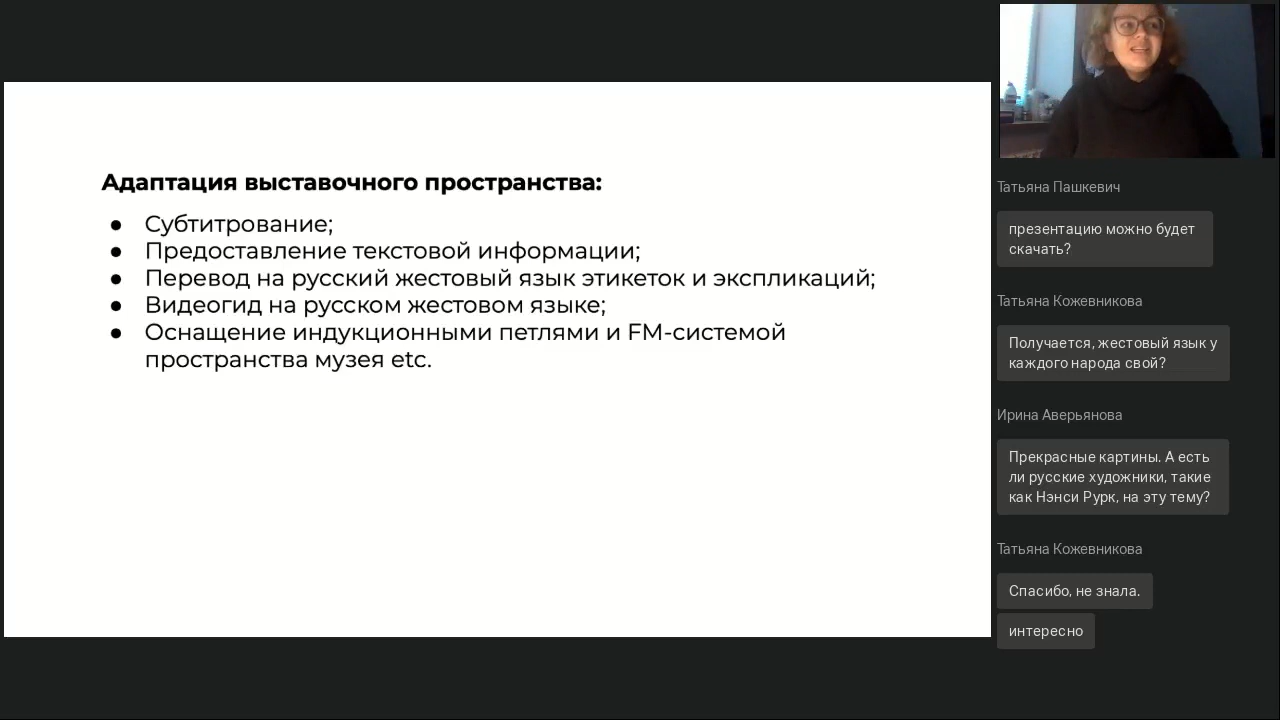 Адаптация выставочного пространства:
● Субтитрование;
● Предоставление текстовой информации;
● Перевод на русский жестовый язык этикеток и экспликаций;
● Видеогид на русском жестовом языке;
● Оснащение индукционными петлями и FM-системой
пространства музея etc.
Татьяна Пашкевич
презентацию можно будет
скачать?
Татьяна Кожевникова
Получается, жестовый язык у
каждого народа свой?
Ирина Аверьянова
Прекрасные картины. А есть
ли русские художники, такие
как Нэнси Рурк, на эту тему?
Татьяна Кожевникова
Спасибо, не знала.
интересно